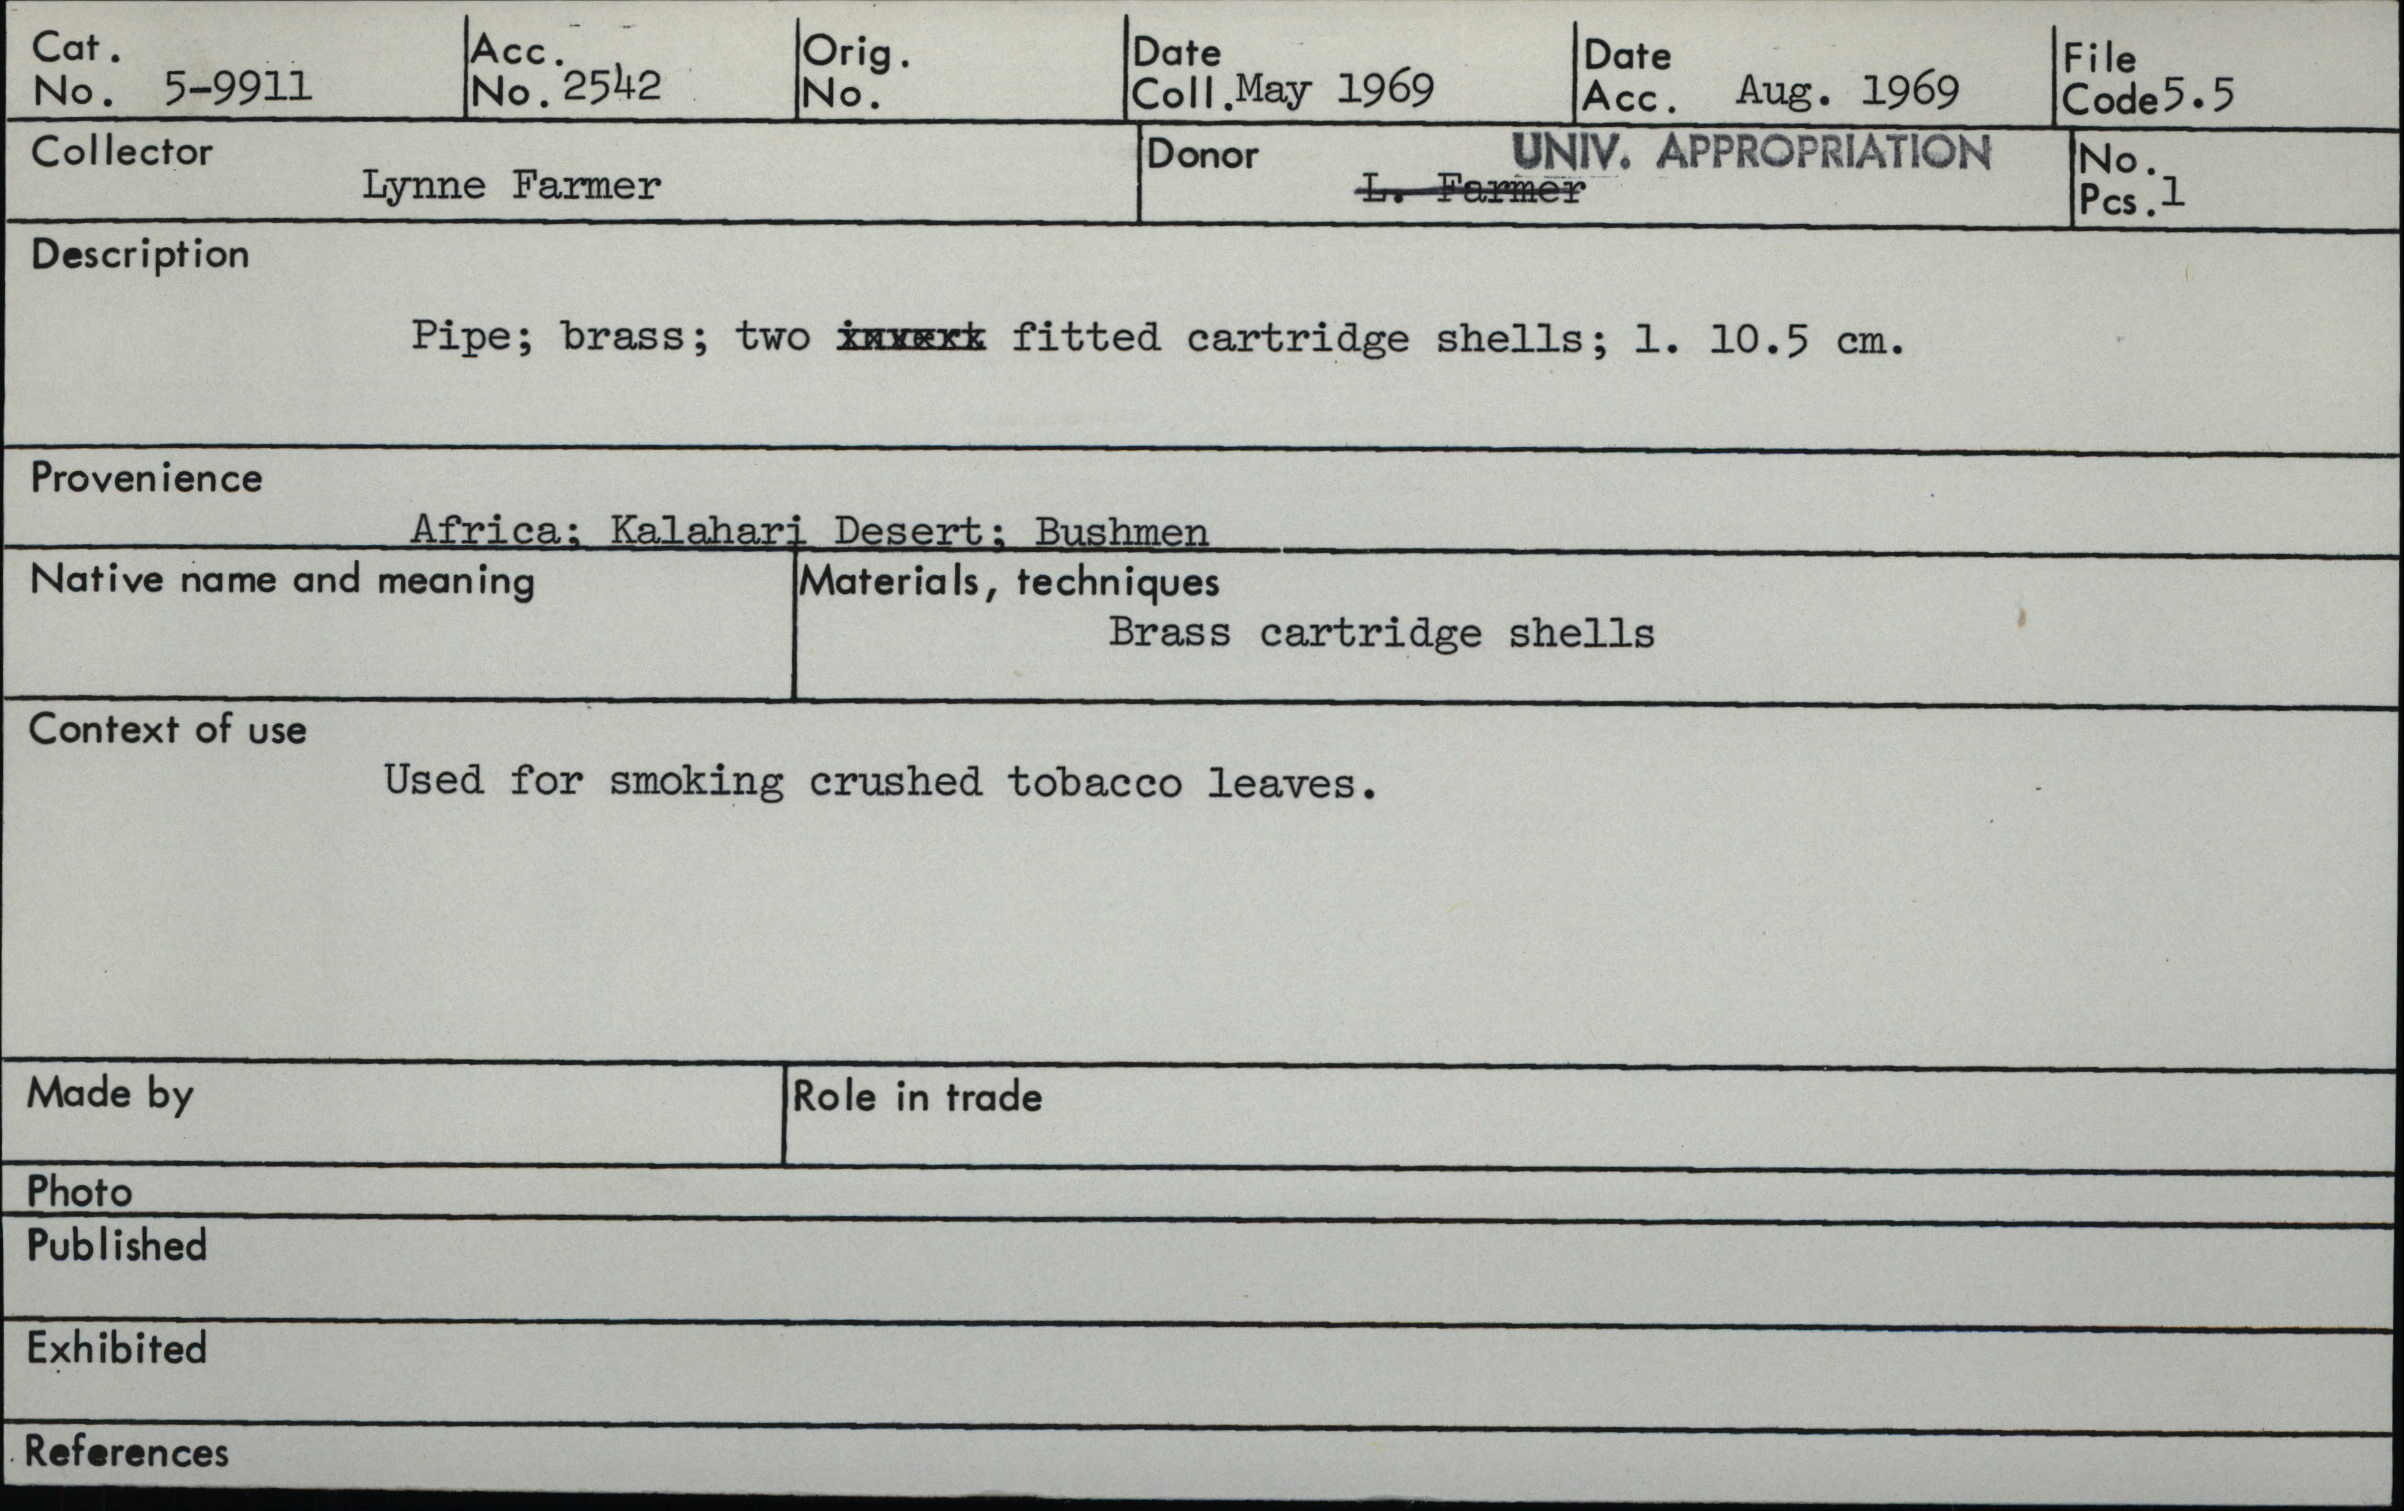 Cat. No. 5-9911
Acc. No. 2542
Orig. No.
Date Coll. May 1969
Date Acc. Aug. 1969
File Code 5.5
Collector Lynne Farmer
Donor UNIV. APPROPRIATION
L. Farmer
No. Pcs. 1
Description
Pipe; brass; two invert fitted cartridge shells; l. 10.5 cm.
Provenience
Africa; Kalahari Desert; Bushmen
Native name and meaning
Materials, techniques
Brass cartridge shells
Context of use
Used for smoking crushed tobacco leaves.
Made by
Role in trade
Photo
Published
Exhibited
References